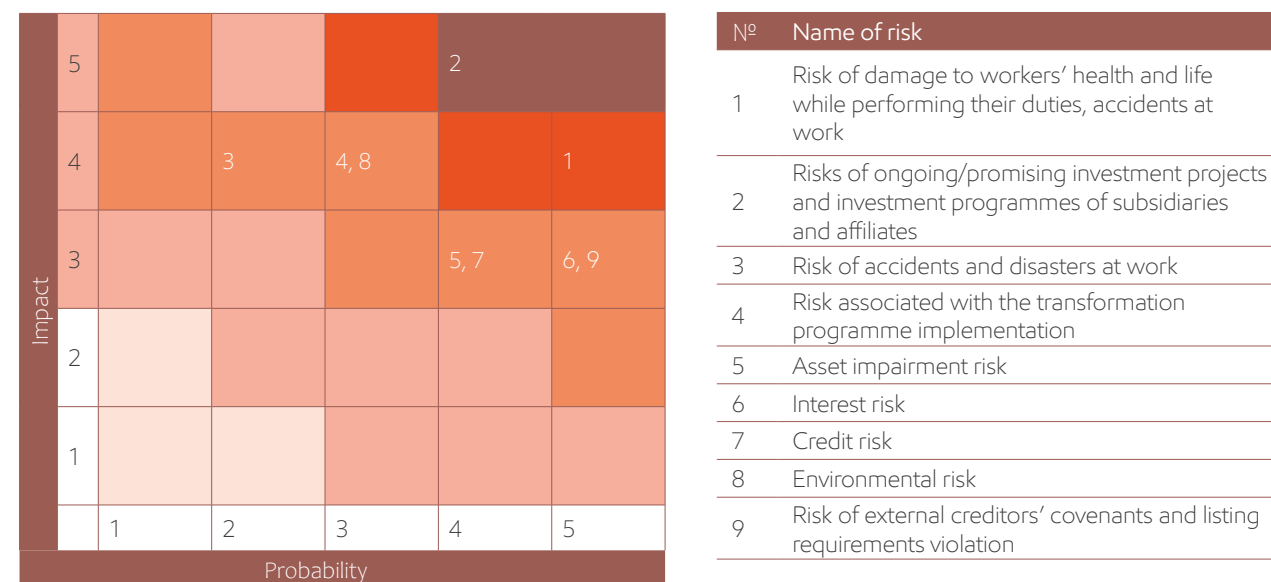 5
2
4
3
4, 8
1
3
5, 7
6, 9
2
1
1
2
3
4
5
Impact
Probability
Nº Name of risk
1 Risk of damage to workers’ health and life
while performing their duties, accidents at
work
2 Risks of ongoing/promising investment projects
and investment programmes of subsidiaries
and affiliates
3 Risk of accidents and disasters at work
4 Risk associated with the transformation
programme implementation
5 Asset impairment risk
6 Interest risk
7 Credit risk
8 Environmental risk
9 Risk of external creditors’ covenants and listing
requirements violation